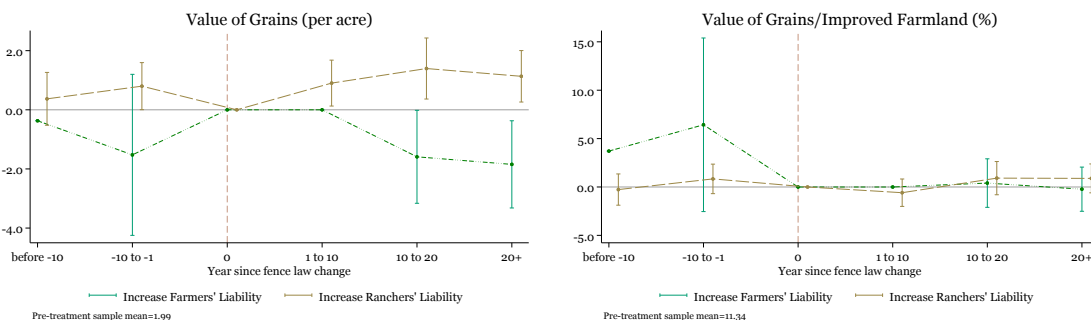 Value of Grains (per acre)
2.0
0.0
-2.0
-4.0
before -10
-10 to -1
0
1 to 10
10 to 20
20+
Year since fence law change
Increase Farmers' Liability
Increase Ranchers' Liability
Pre-treatment sample mean=1.99
Value of Grains/Improved Farmland (%)
15.0
10.0
5.0
0.0
-5.0
before -10
-10 to -1
0
1 to 10
10 to 20
20+
Year since fence law change
Increase Farmers' Liability
Increase Ranchers' Liability
Pre-treatment sample mean=11.34